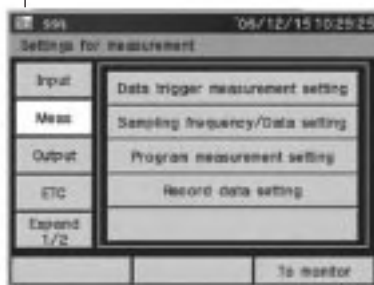 '06/12/15 10:29:25
Settings for measurement
Input
Data trigger measurement setting
Meas
Sampling frequency/Data setting
Output
Program measurement setting
ETC
Record data setting
Expand
1/2
To monitor